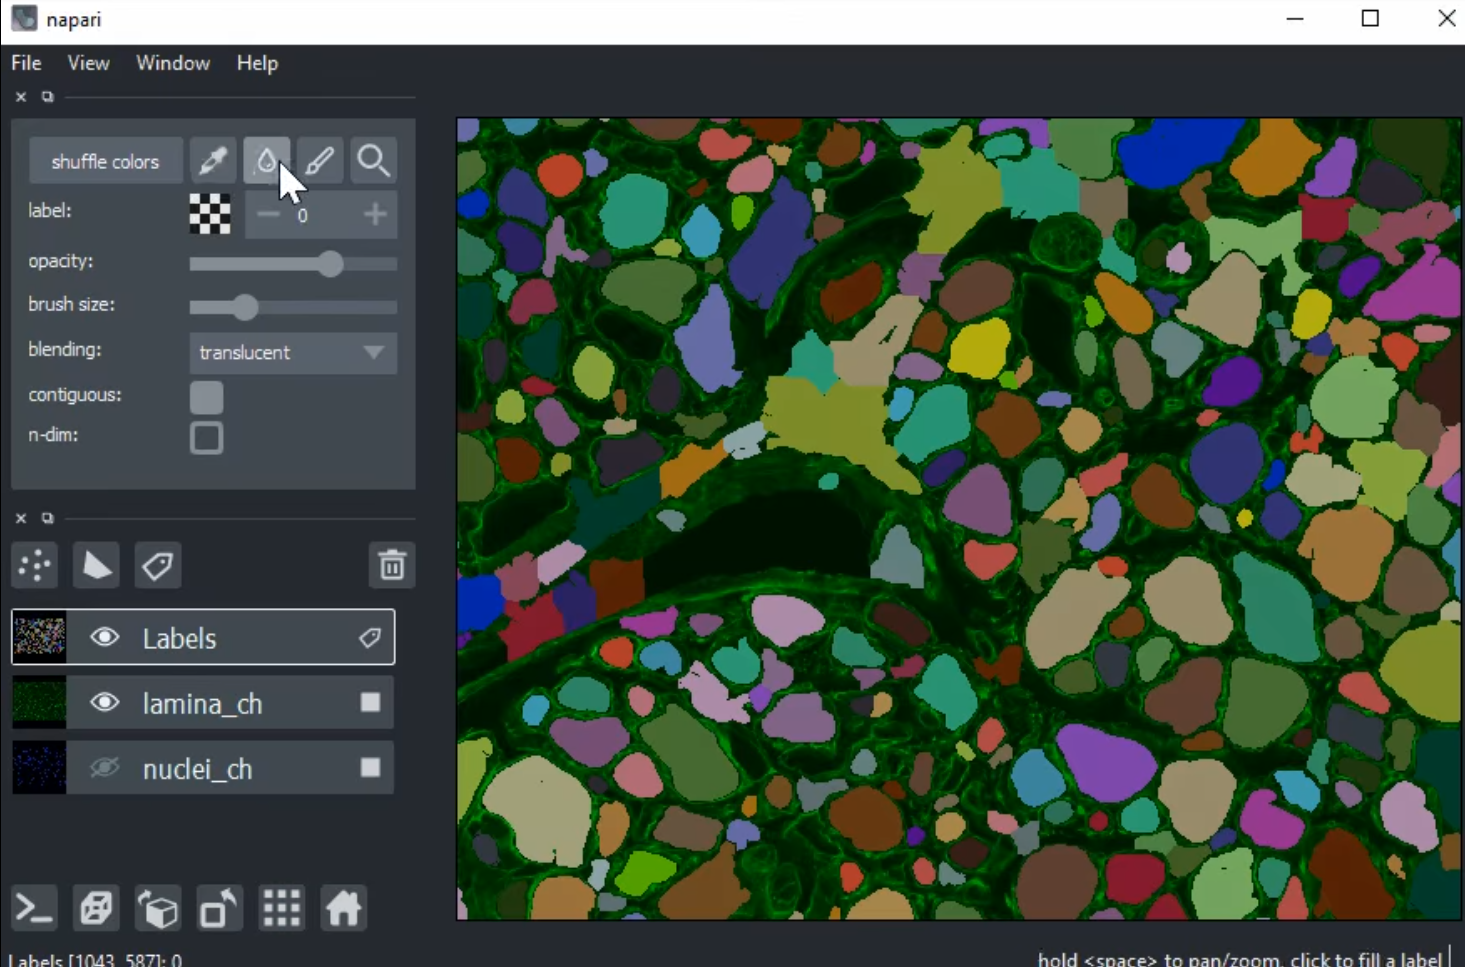 napari
File View Window Help
shuffle colors
label: 0
opacity:
brush size:
blending: translucent
contiguous:
n-dim:
Labels
lamina_ch
nuclei_ch
Labels [1043 587]: 0
hold <space> to pan/zoom, click to fill a label